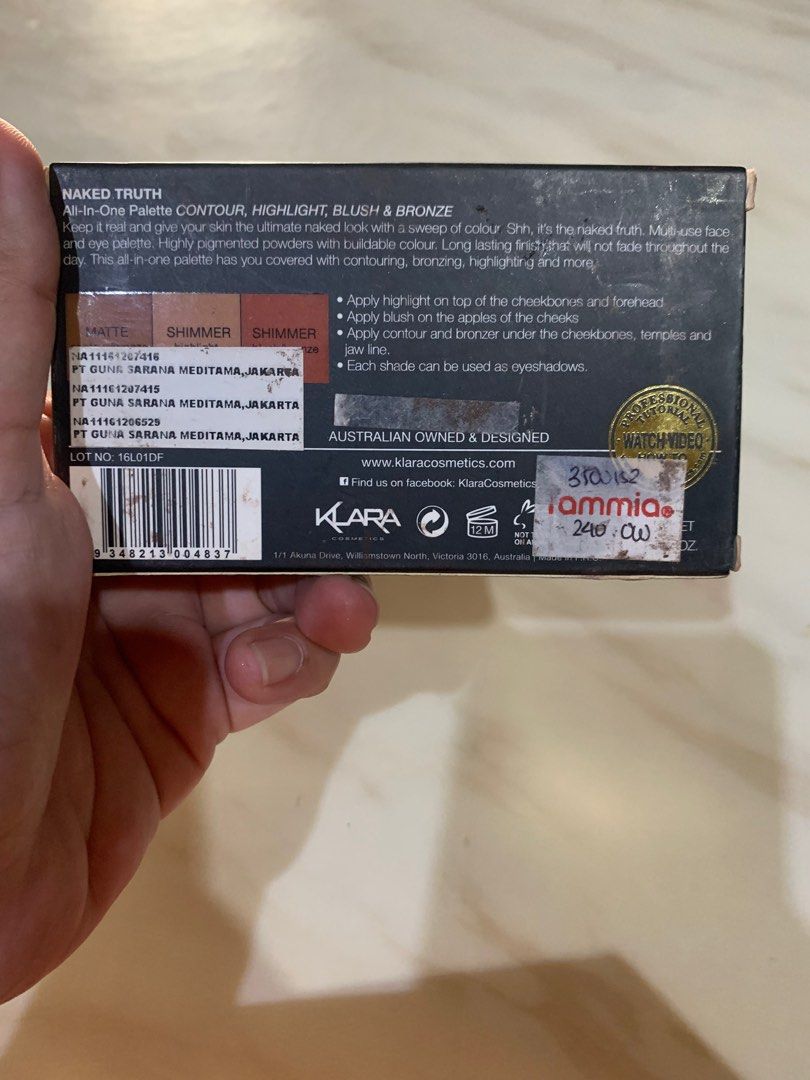 NAKED TRUTH
All-In-One Palette CONTOUR, HIGHLIGHT, BLUSH & BRONZE
Keep it real and give your skin the ultimate naked look with a sweep of colour. Shh, it's the naked truth. Multi-use face
and eye palette. Highly pigmented powders with buildable colour. Long lasting finish that will not fade throughout the
day. This all-in-one palette has you covered with contouring, bronzing, highlighting and more.
MATTE
SHIMMER
SHIMMER
• Apply highlight on top of the cheekbones and forehead
• Apply blush on the apples of the cheeks
• Apply contour and bronzer under the cheekbones, temples and
jaw line.
• Each shade can be used as eyeshadows.
NA11161207416
PT GUNA SARANA MEDITAMA,JAKARTA
NA11161207415
PT GUNA SARANA MEDITAMA,JAKARTA
NA11161206529
PT GUNA SARANA MEDITAMA,JAKARTA
LOT NO: 16L01DF
9 348213 004837
AUSTRALIAN OWNED & DESIGNED
www.klaracosmetics.com
Find us on facebook: KlaraCosmetics
KLARA
COSMETICS
12 M
1/1 Akuna Drive, Williamstown North, Victoria 3016, Australia
PROFESSIONAL
TUTORIAL
WATCH VIDEO
HOW TO
ammia
OZ.